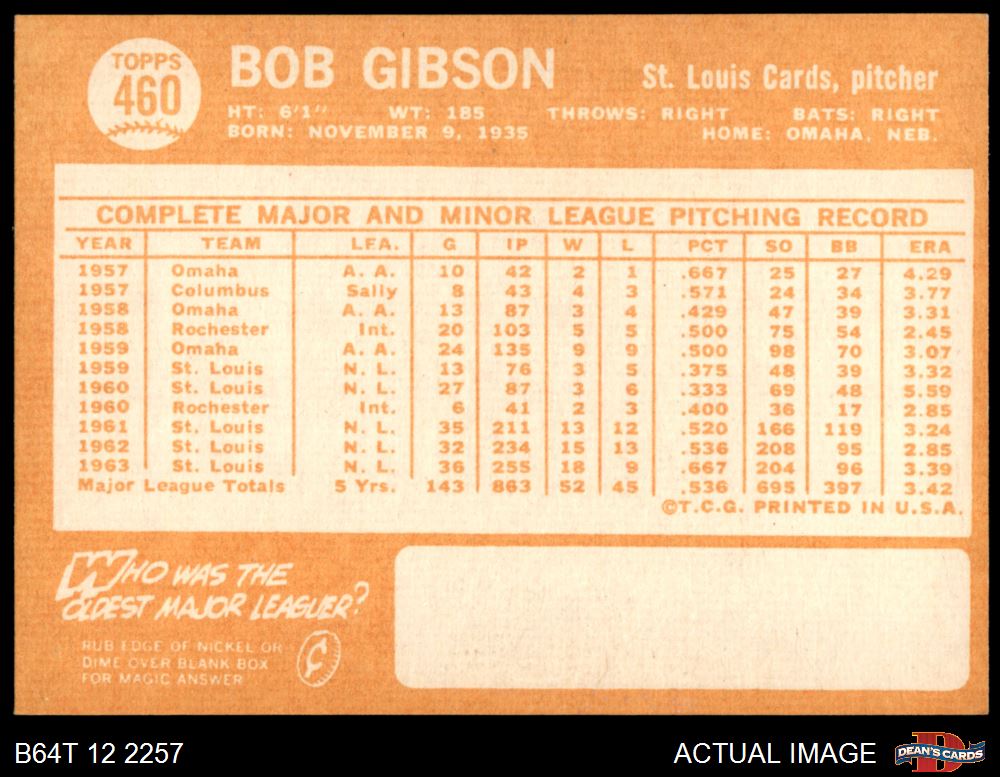 TOPPS
460
BOB GIBSON
St. Louis Cards, pitcher
HT: 6'1" WT: 185 THROWS: RIGHT BATS: RIGHT
BORN: NOVEMBER 9, 1935 HOME: OMAHA, NEB.
COMPLETE MAJOR AND MINOR LEAGUE PITCHING RECORD
YEAR TEAM LEA. G IP W L PCT SO BB ERA
1957 Omaha A. A. 10 42 2 1 .667 25 27 4.29
1957 Columbus Sally 8 43 4 3 .571 24 34 3.77
1958 Omaha A. A. 13 87 3 4 .429 47 39 3.31
1958 Rochester Int. 20 103 5 5 .500 75 54 2.45
1959 Omaha A. A. 24 135 9 9 .500 98 70 3.07
1959 St. Louis N. L. 13 76 3 5 .375 48 39 3.32
1960 St. Louis N. L. 27 87 3 6 .333 69 48 5.59
1960 Rochester Int. 6 41 2 3 .400 36 17 2.85
1961 St. Louis N. L. 35 211 13 12 .520 166 119 3.24
1962 St. Louis N. L. 32 234 15 13 .536 208 95 2.85
1963 St. Louis N. L. 36 255 18 9 .667 204 96 3.39
Major League Totals 5 Yrs. 143 863 52 45 .536 695 397 3.42
©T.C.G. PRINTED IN U.S.A.
WHO WAS THE
OLDEST MAJOR LEAGUER?
RUB EDGE OF NICKEL OR
DIME OVER BLANK BOX
FOR MAGIC ANSWER
¢
B64T 12 2257 ACTUAL IMAGE
D
DEAN'S CARDS